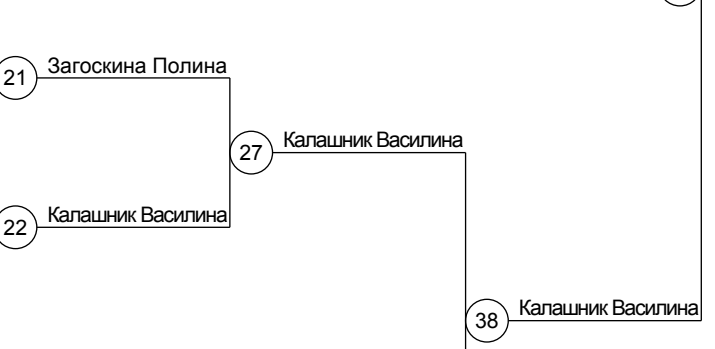 21 Загоскина Полина
27 Калашник Василина
22 Калашник Василина
38 Калашник Василина